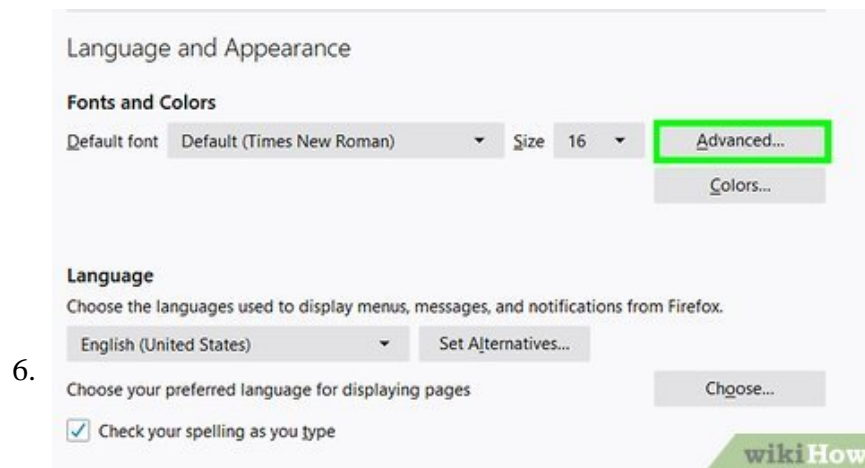 Language and Appearance
Fonts and Colors
Default font Default (Times New Roman) Size 16 Advanced...
Colors...
Language
Choose the languages used to display menus, messages, and notifications from Firefox.
English (United States) Set Alternatives...
6.
Choose your preferred language for displaying pages Choose...
Check your spelling as you type
wikiHow